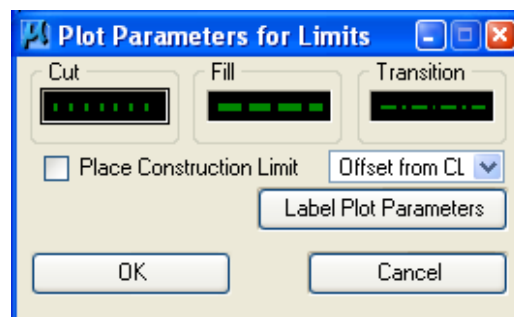 Plot Parameters for Limits
Cut Fill Transition
Place Construction Limit Offset from CL
Label Plot Parameters
OK Cancel